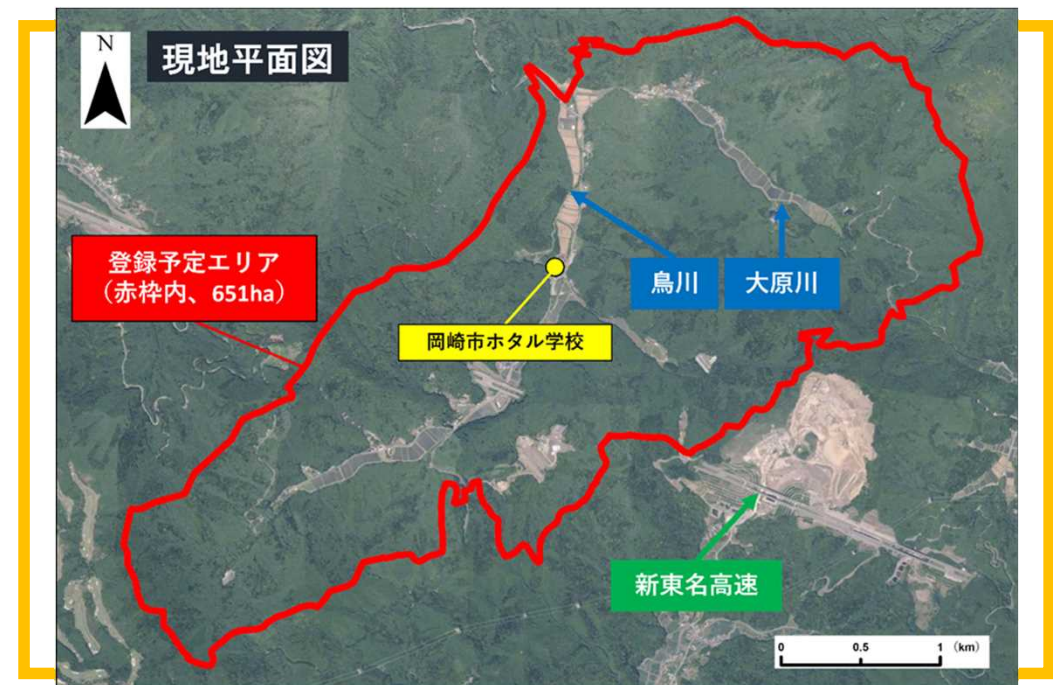 N
現地平面図
登録予定エリア
（赤枠内、651ha）
鳥川
大原川
岡崎市ホタル学校
新東名高速
0 0.5 1 （km）